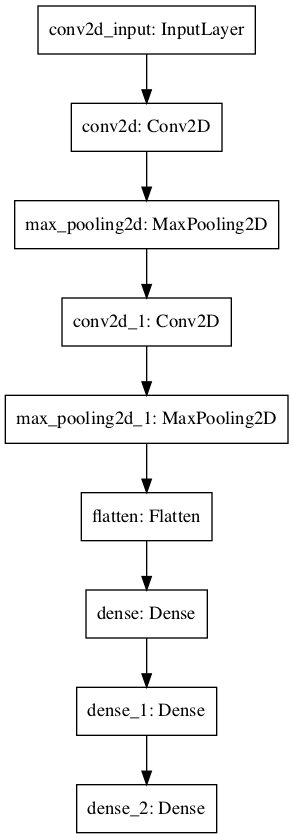 conv2d_input: InputLayer
conv2d: Conv2D
max_pooling2d: MaxPooling2D
conv2d_1: Conv2D
max_pooling2d_1: MaxPooling2D
flatten: Flatten
dense: Dense
dense_1: Dense
dense_2: Dense